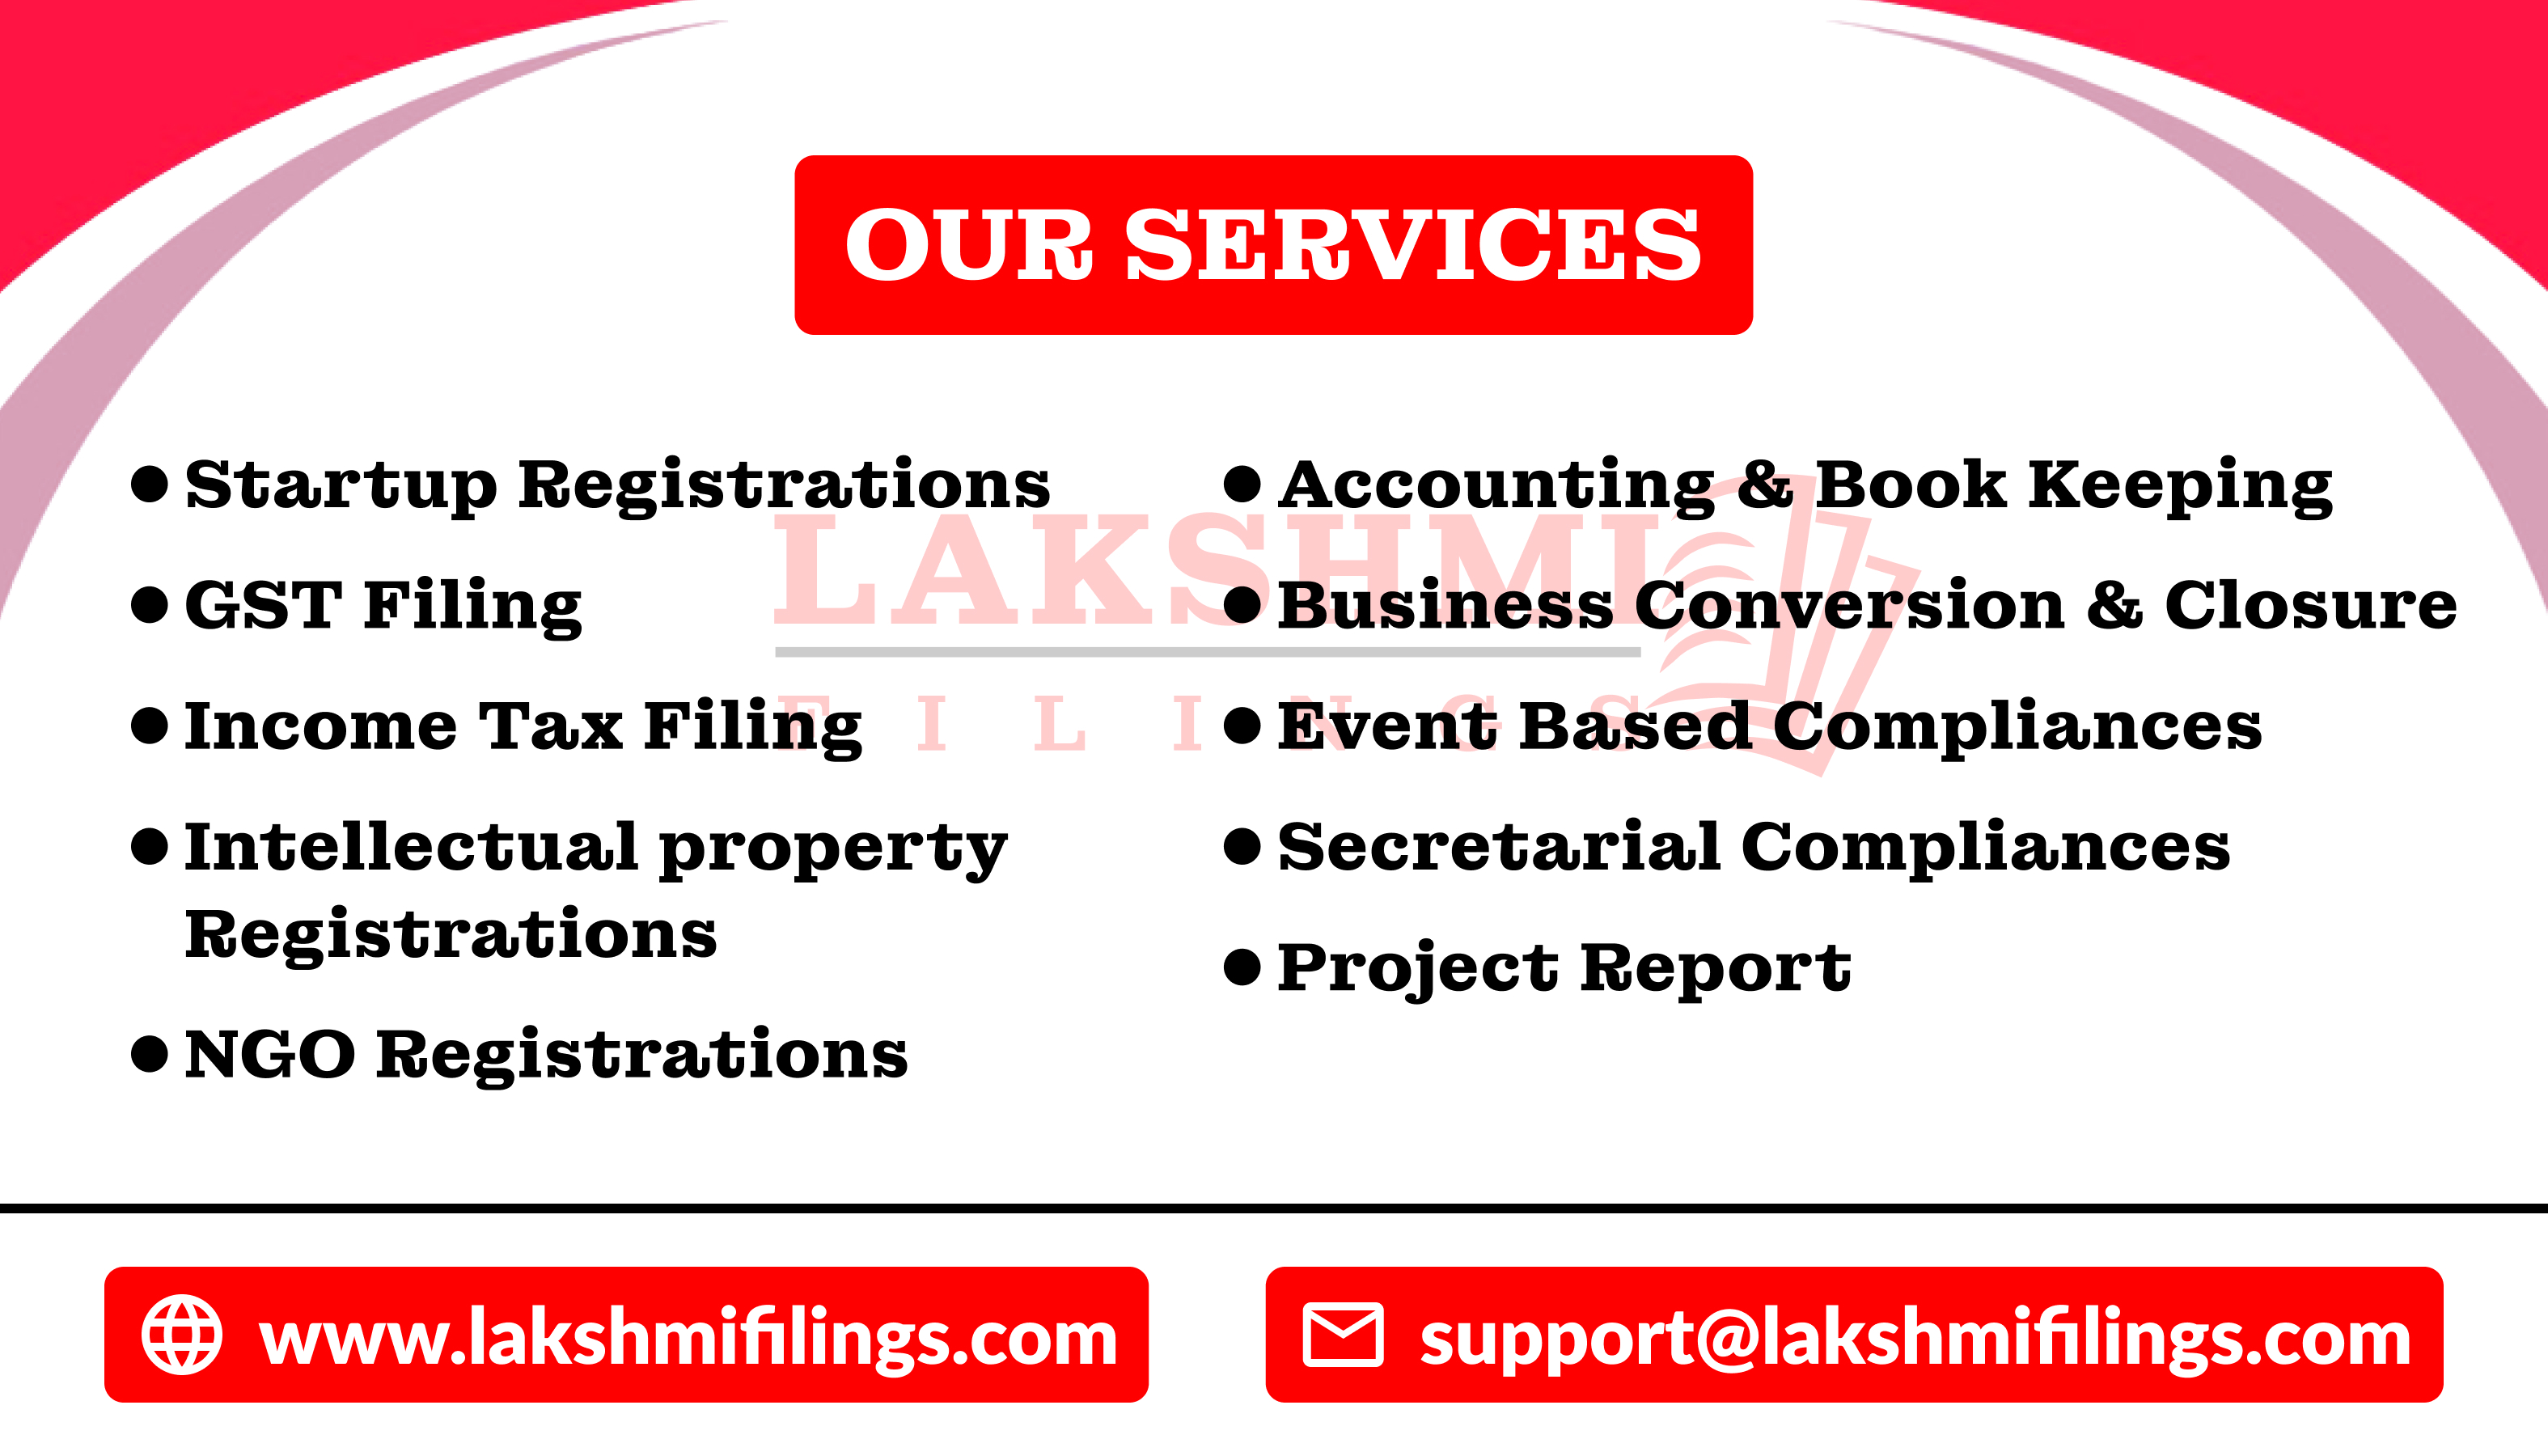 OUR SERVICES
● Startup Registrations
● GST Filing
● Income Tax Filing
● Intellectual property
Registrations
● NGO Registrations
● Accounting & Book Keeping
● Business Conversion & Closure
● Event Based Compliances
● Secretarial Compliances
● Project Report
LAKSHMI
FILINGS
www.lakshmifilings.com
support@lakshmifilings.com